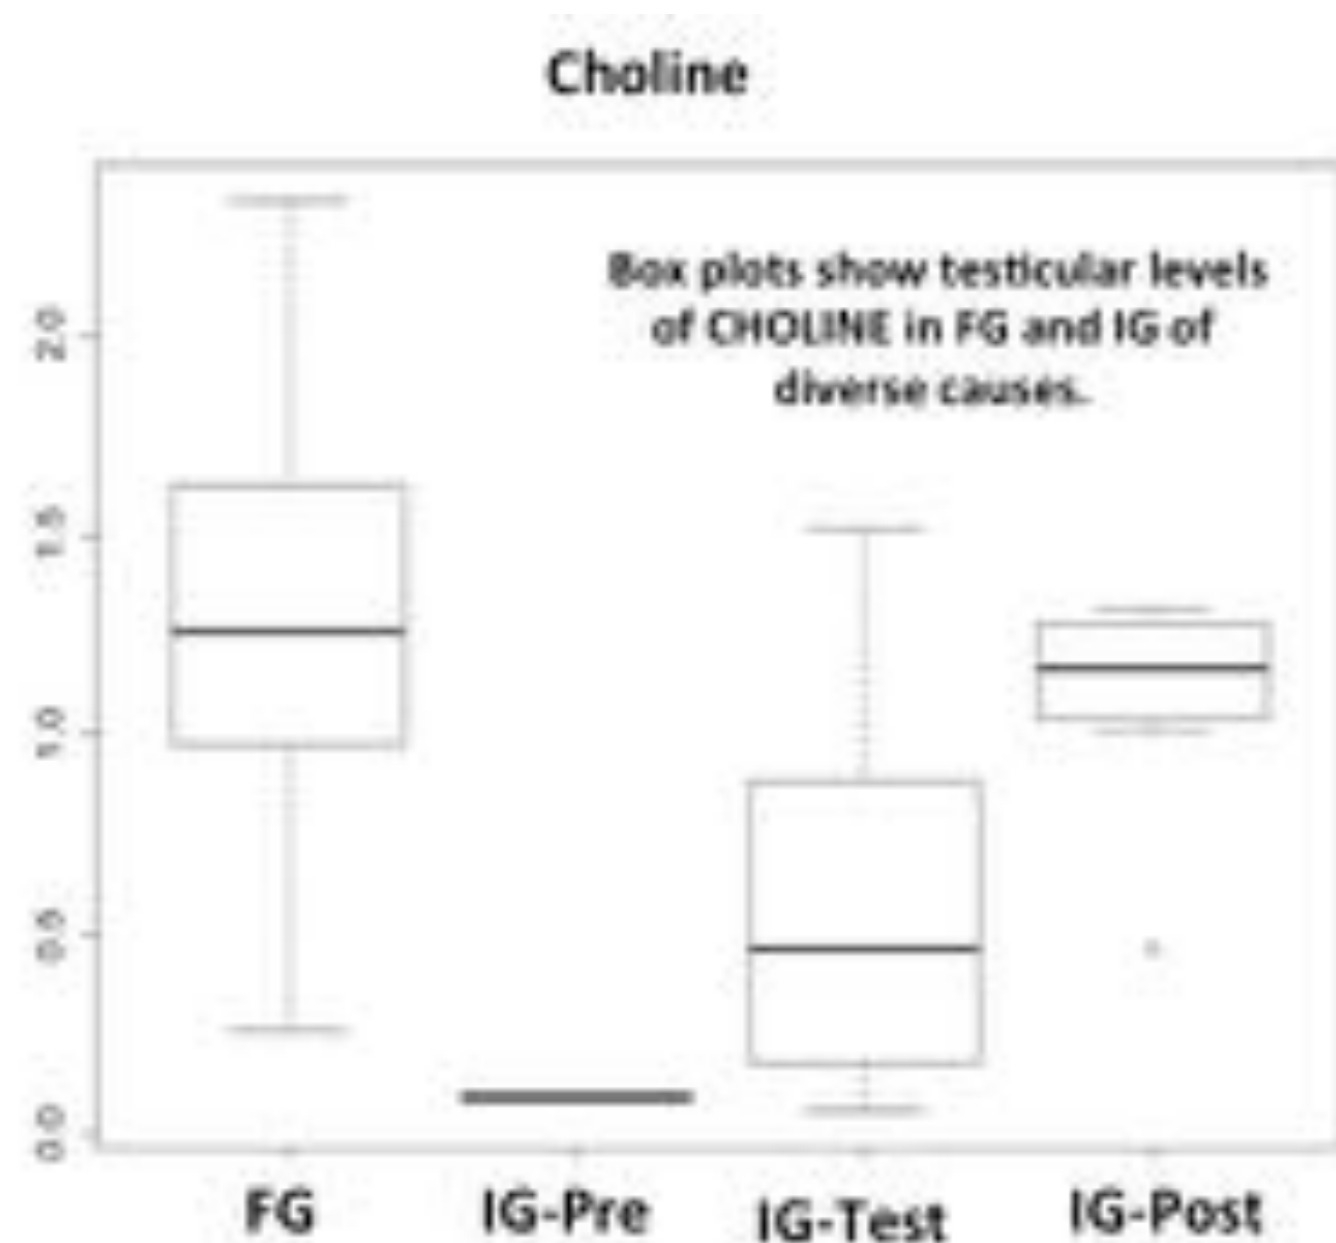 Choline
Box plots show testicular levels
of CHOLINE in FG and IG of
diverse causes.
2.0
1.5
1.0
0.5
0.0
FG IG-Pre IG-Test IG-Post